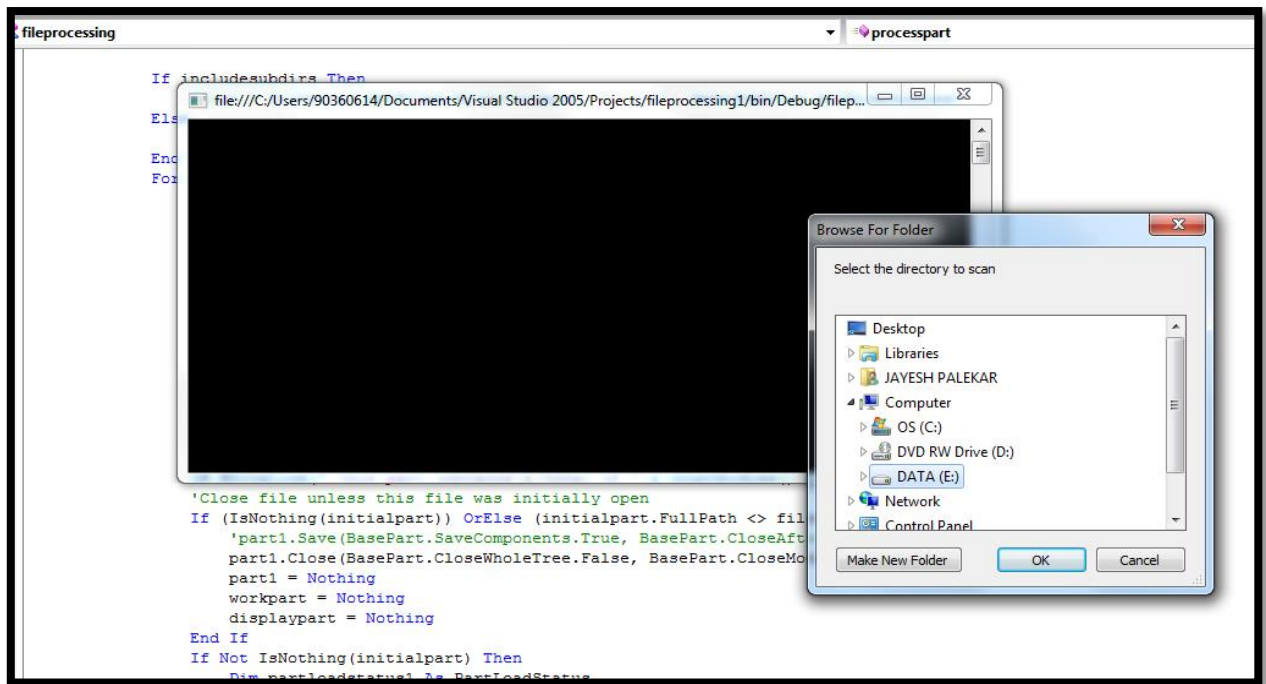 fileprocessing
processpart
If includesubdirs Then
file:///C:/Users/90360614/Documents/Visual Studio 2005/Projects/fileprocessing1/bin/Debug/filep...
Els
End
For
Browse For Folder
Select the directory to scan
Desktop
Libraries
JAYESH PALEKAR
Computer
OS (C:)
DVD RW Drive (D:)
DATA (E:)
Network
Control Panel
Make New Folder
OK
Cancel
'Close file unless this file was initially open
If (IsNothing(initialpart)) OrElse (initialpart.FullPath <> fil
'part1.Save(BasePart.SaveComponents.True, BasePart.CloseAft
part1.Close(BasePart.CloseWholeTree.False, BasePart.CloseMo
part1 = Nothing
workpart = Nothing
displaypart = Nothing
End If
If Not IsNothing(initialpart) Then
Dim partloadstatus1 As PartLoadStatus